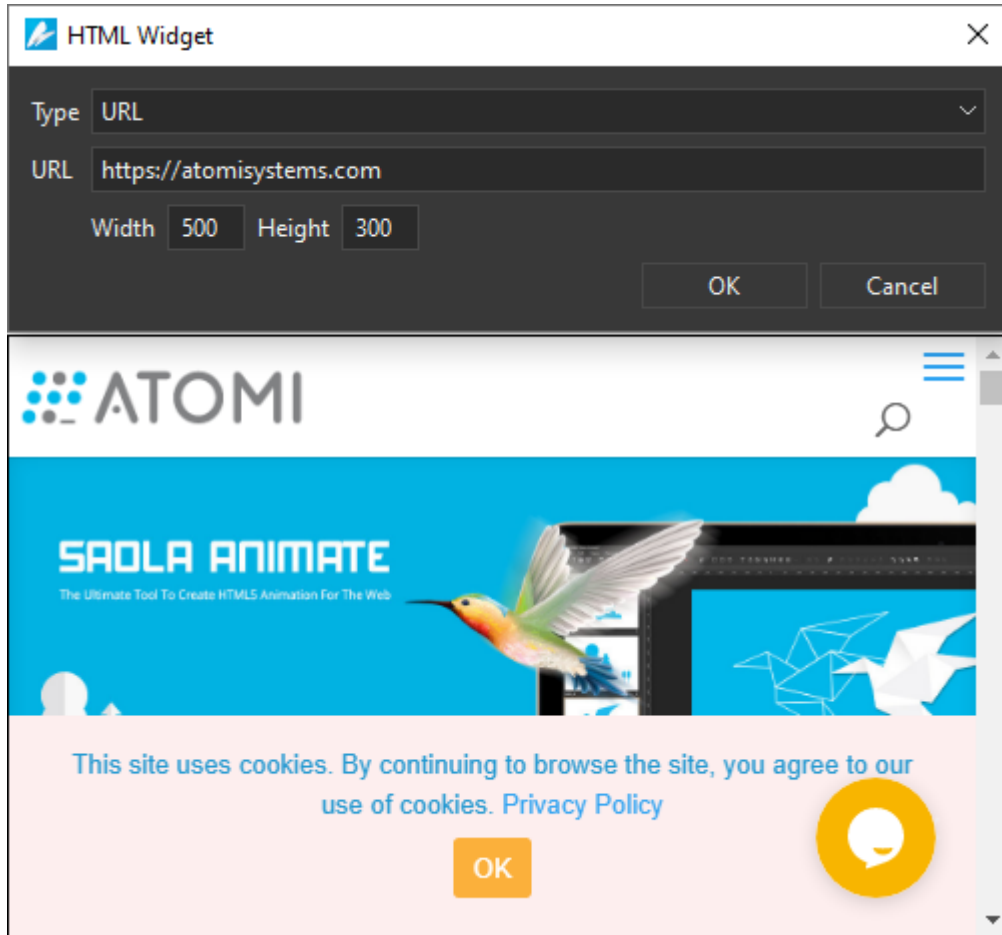 HTML Widget
Type URL
URL https://atomisystems.com
Width 500 Height 300
OK Cancel
ATOMI
SAOLA ANIMATE
The Ultimate Tool To Create HTML5 Animation For The Web
This site uses cookies. By continuing to browse the site, you agree to our
use of cookies. Privacy Policy
OK